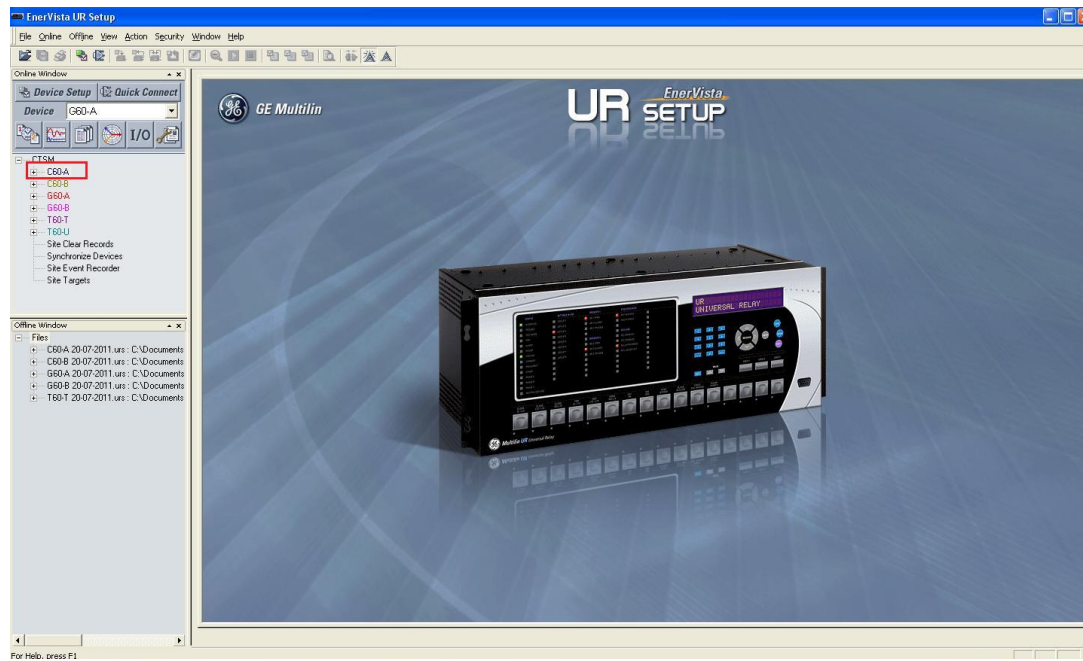 EnerVista UR Setup
File Online Offline View Action Security Window Help
Online Window
Device Setup Quick Connect
Device G60-A
I/O
CTSM
C60-A
C60-B
G60-A
G60-B
T60-T
T60-U
Site Clear Records
Synchronize Devices
Site Event Recorder
Site Targets
Offline Window
Files
C60-A 20-07-2011.urs : C:\Documents
C60-B 20-07-2011.urs : C:\Documents
G60-A 20-07-2011.urs : C:\Documents
G60-B 20-07-2011.urs : C:\Documents
T60-T 20-07-2011.urs : C:\Documents
GE Multilin
UR EnerVista
SETUP
UR
UNIVERSAL RELAY
Multilin UR Universal Relay
For Help, press F1